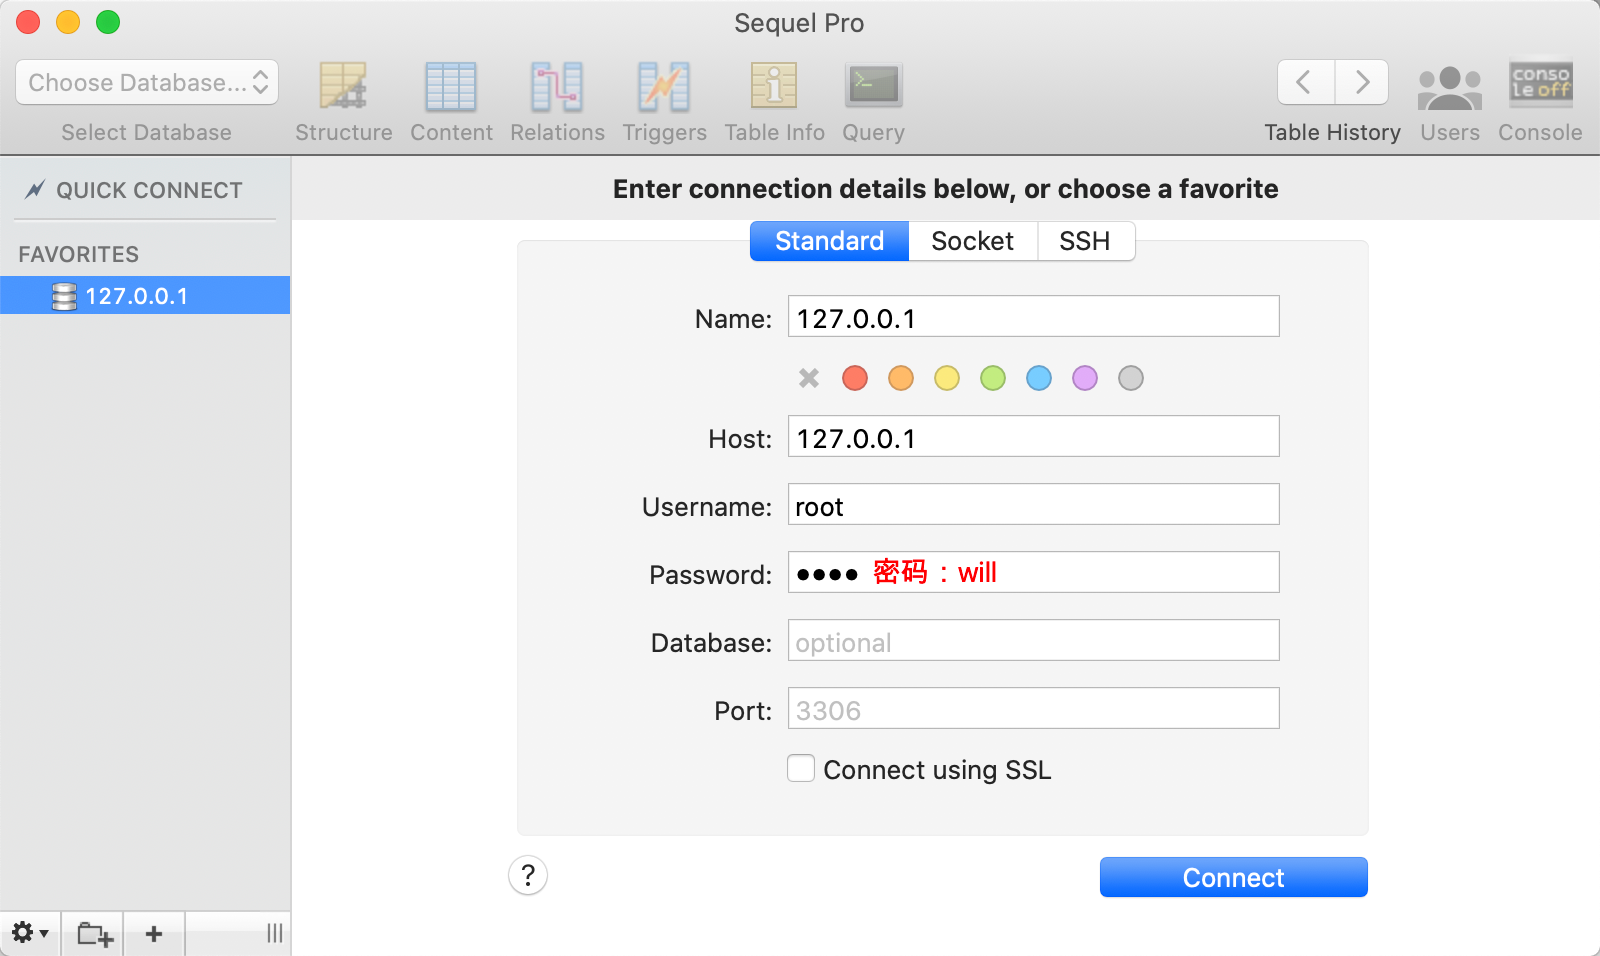 Sequel Pro
Choose Database...
Select Database
Structure
Content
Relations
Triggers
Table Info
Query
Table History
Users
conso
le off
Console
QUICK CONNECT
FAVORITES
127.0.0.1
Enter connection details below, or choose a favorite
Standard
Socket
SSH
Name: 127.0.0.1
Host: 127.0.0.1
Username: root
Password: ●●●● 密码：will
Database: optional
Port: 3306
Connect using SSL
?
Connect